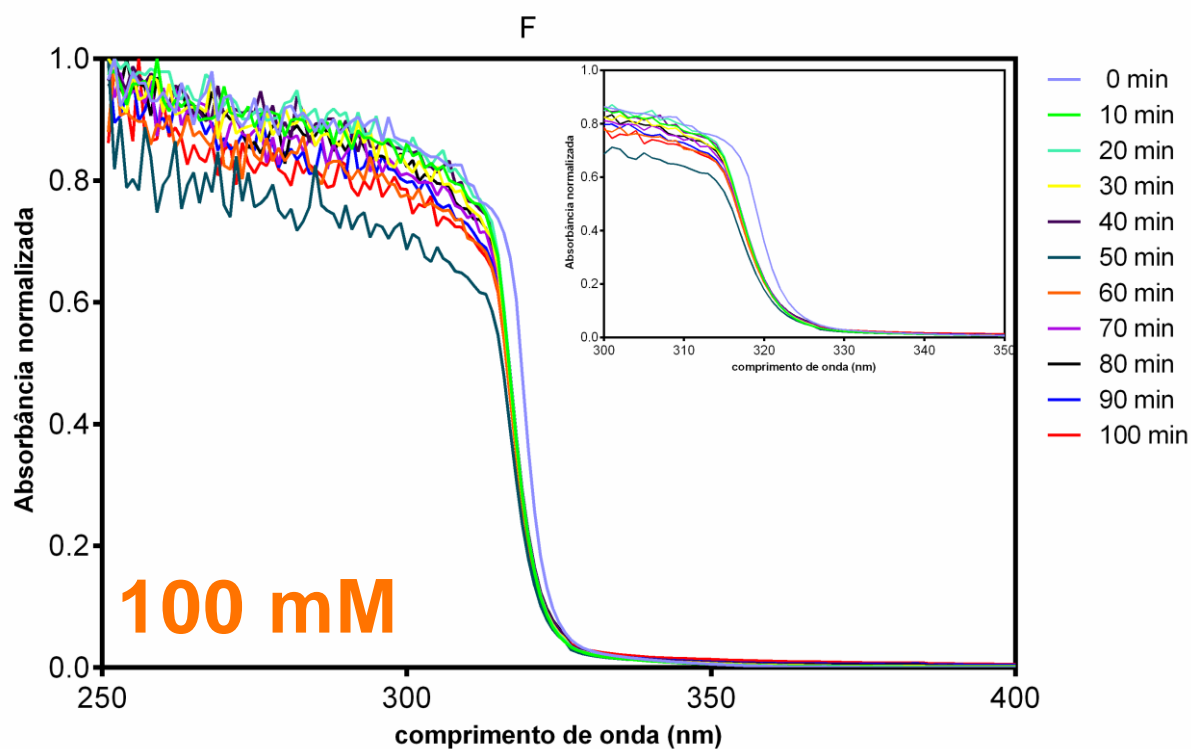 F
Absorbância normalizada
1.0
0.8
0.6
0.4
0.2
0.0
250
300
350
400
comprimento de onda (nm)
100 mM
Absorbância normalizada
1.0
0.8
0.6
0.4
0.2
0.0
300
310
320
330
340
350
comprimento de onda (nm)
0 min
10 min
20 min
30 min
40 min
50 min
60 min
70 min
80 min
90 min
100 min